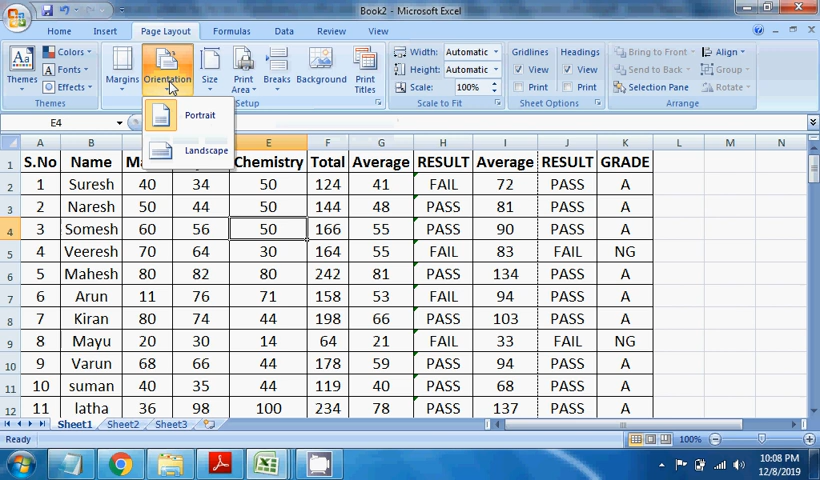 Book2 - Microsoft Excel
Home Insert Page Layout Formulas Data Review View
Themes Colors Fonts Effects Margins Orientation Size Print Area Breaks Background Print Titles Width: Automatic Height: Automatic Scale: 100% Gridlines View Print Headings View Print Bring to Front Send to Back Selection Pane Align Group Rotate
Themes Setup Scale to Fit Sheet Options Arrange
Portrait
Landscape
E4
A B E F G H I J K L M N
1 S.No Name Chemistry Total Average RESULT Average RESULT GRADE
2 1 Suresh 40 34 50 124 41 FAIL 72 PASS A
3 2 Naresh 50 44 50 144 48 PASS 81 PASS A
4 3 Somesh 60 56 50 166 55 PASS 90 PASS A
5 4 Veeresh 70 64 30 164 55 FAIL 83 FAIL NG
6 5 Mahesh 80 82 80 242 81 PASS 134 PASS A
7 6 Arun 11 76 71 158 53 FAIL 94 PASS A
8 7 Kiran 80 74 44 198 66 PASS 103 PASS A
9 8 Mayu 20 30 14 64 21 FAIL 33 FAIL NG
10 9 Varun 68 66 44 178 59 PASS 94 PASS A
11 10 suman 40 35 44 119 40 PASS 68 PASS A
12 11 latha 36 98 100 234 78 PASS 137 PASS A
Sheet1 Sheet2 Sheet3
Ready 100%
10:08 PM
12/8/2019